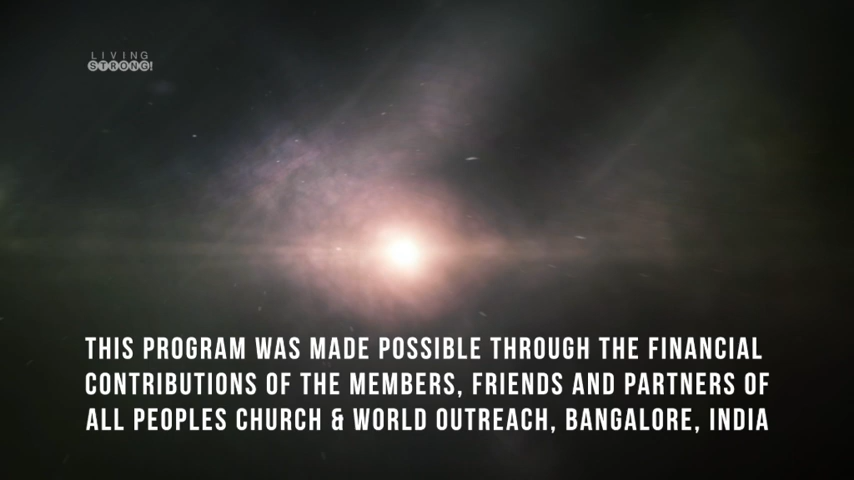 LIVING
STRONG!
THIS PROGRAM WAS MADE POSSIBLE THROUGH THE FINANCIAL
CONTRIBUTIONS OF THE MEMBERS, FRIENDS AND PARTNERS OF
ALL PEOPLES CHURCH & WORLD OUTREACH, BANGALORE, INDIA